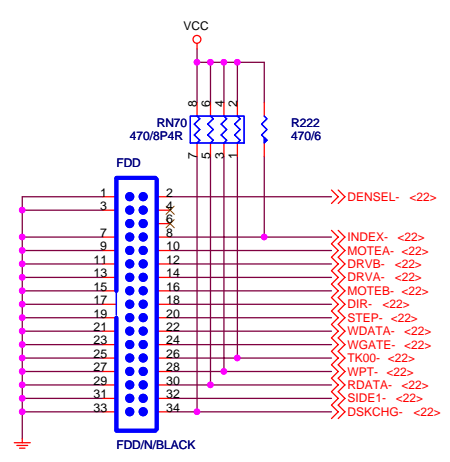 VCC
8 6 4 2
RN70
470/8P4R
R222
470/6
7 5 3 1
FDD
1 2 DENSEL- <22>
3 4
6
7 8 INDEX- <22>
9 10 MOTEA- <22>
11 12 DRVB- <22>
13 14 DRVA- <22>
15 16 MOTEB- <22>
17 18 DIR- <22>
19 20 STEP- <22>
21 22 WDATA- <22>
23 24 WGATE- <22>
25 26 TK00- <22>
27 28 WPT- <22>
29 30 RDATA- <22>
31 32 SIDE1- <22>
33 34 DSKCHG- <22>
FDD/N/BLACK